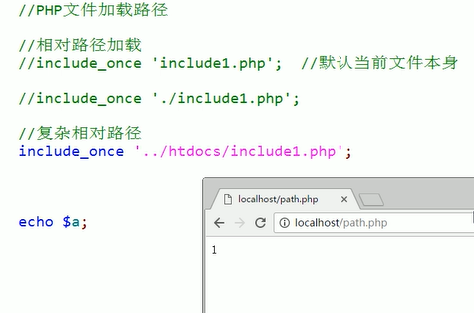 //PHP文件加载路径
//相对路径加载
//include_once 'include1.php';  //默认当前文件本身
//include_once './include1.php';
//复杂相对路径
include_once '../htdocs/include1.php';
echo $a;
localhost/path.php
localhost/path.php
1